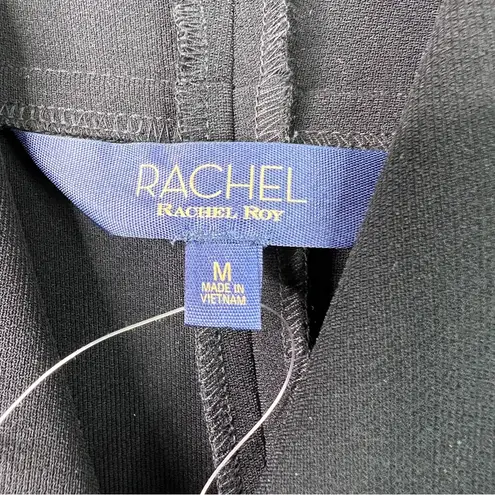 RACHEL
RACHEL ROY
M
MADE IN
VIETNAM